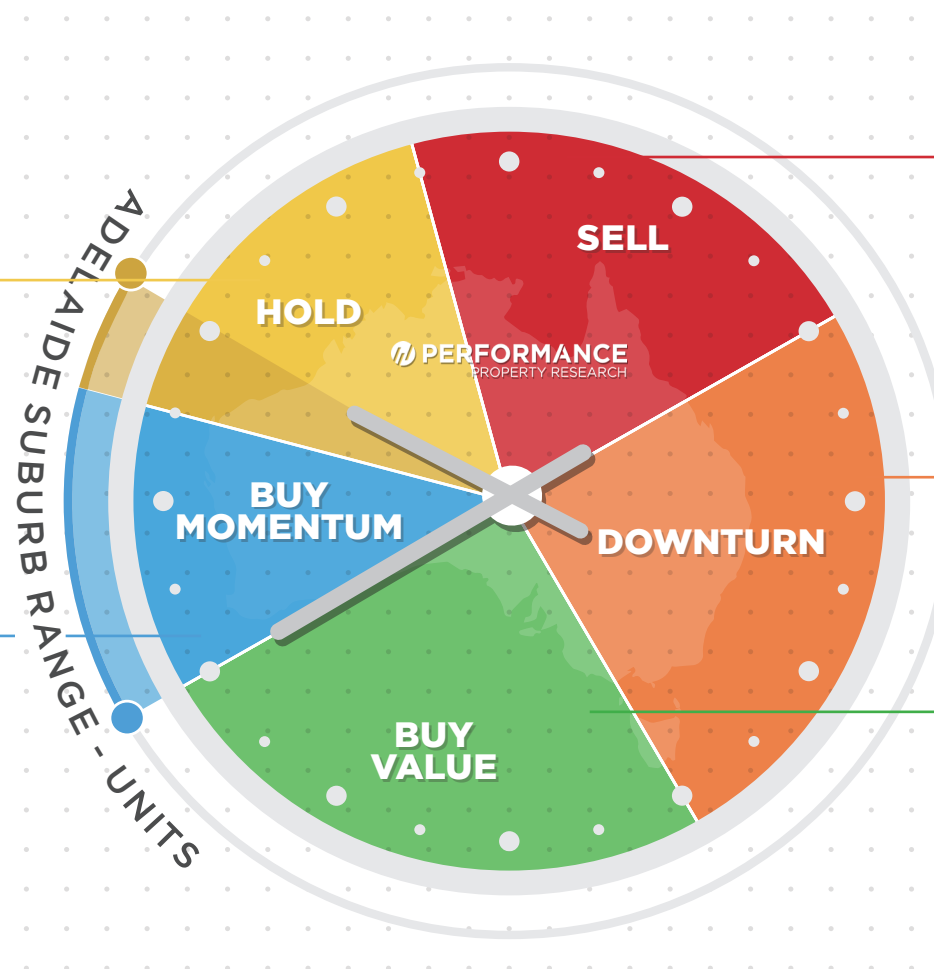 ADELAIDE SUBURB RANGE - UNITS
SELL
HOLD
PERFORMANCE
PROPERTY RESEARCH
BUY
MOMENTUM
DOWNTURN
BUY
VALUE